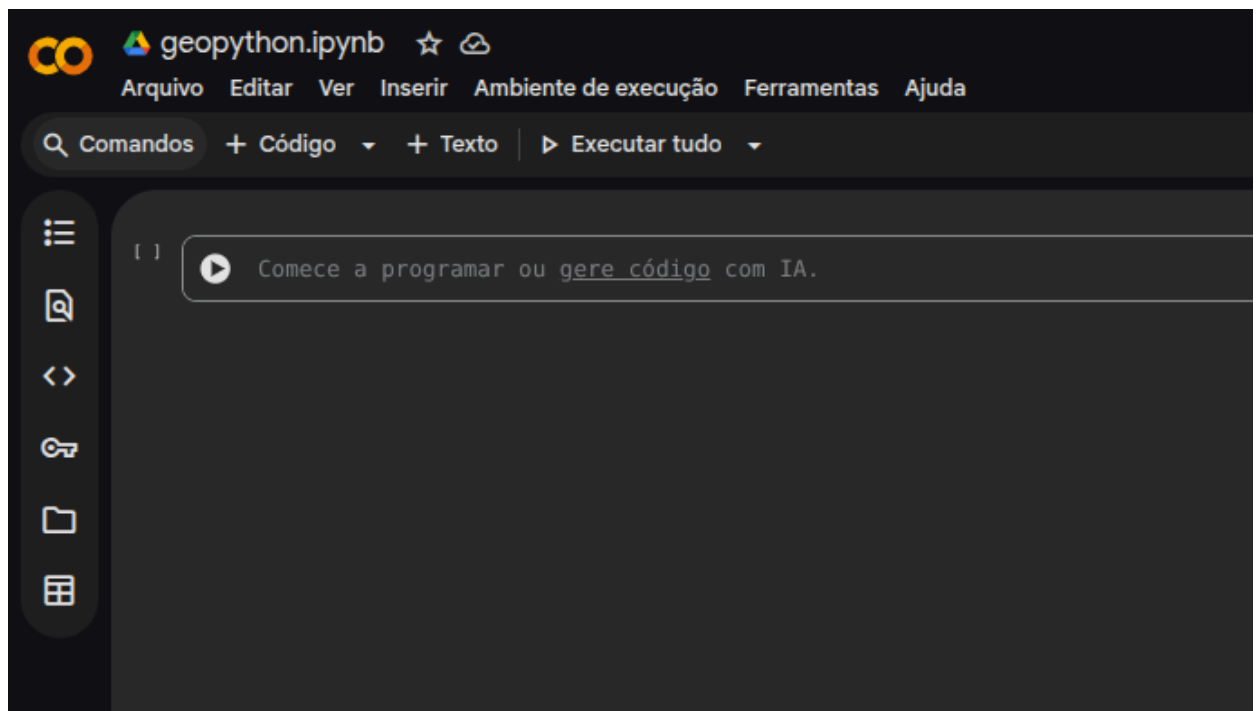 CO
geopython.ipynb
Arquivo Editar Ver Inserir Ambiente de execução Ferramentas Ajuda
Comandos + Código + Texto Executar tudo
[ ]
Comece a programar ou gere código com IA.